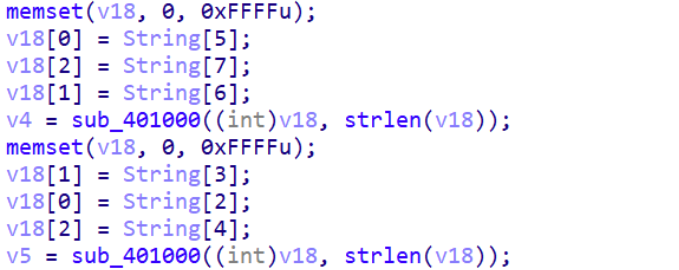 memset(v18, 0, 0xFFFFu);
v18[0] = String[5];
v18[2] = String[7];
v18[1] = String[6];
v4 = sub_401000((int)v18, strlen(v18));
memset(v18, 0, 0xFFFFu);
v18[1] = String[3];
v18[0] = String[2];
v18[2] = String[4];
v5 = sub_401000((int)v18, strlen(v18));